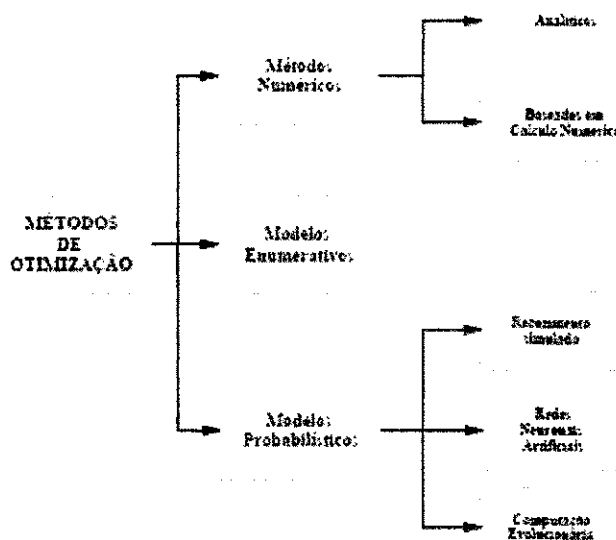 Analíticos
Métodos
Numéricos
Baseados em
Cálculo Numérico
MÉTODOS
DE
OTIMIZAÇÃO
Modelos
Enumerativos
Recozimento
simulado
Modelos
Probabilísticos
Redes
Neuronais
Artificiais
Computação
Evolucionária